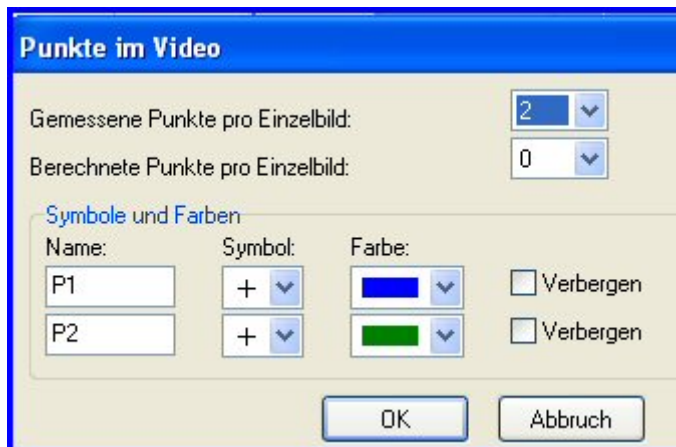 Punkte im Video
Gemessene Punkte pro Einzelbild: 2
Berechnete Punkte pro Einzelbild: 0
Symbole und Farben
Name: Symbol: Farbe:
P1 + Verbergen
P2 + Verbergen
OK Abbruch